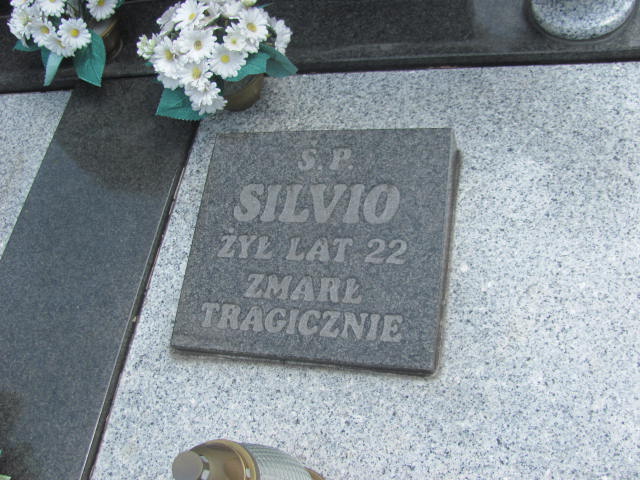 Ś. P.
SILVIO
ŻYŁ LAT 22
ZMARŁ
TRAGICZNIE